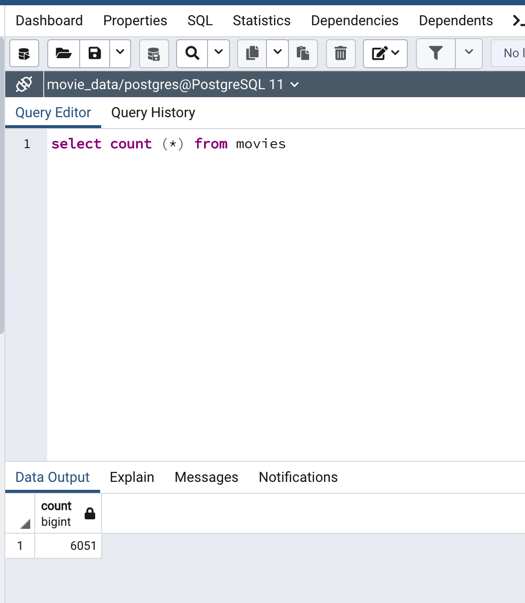 Dashboard Properties SQL Statistics Dependencies Dependents
No
movie_data/postgres@PostgreSQL 11
Query Editor Query History
1 select count (*) from movies
Data Output Explain Messages Notifications
count
bigint
1 6051